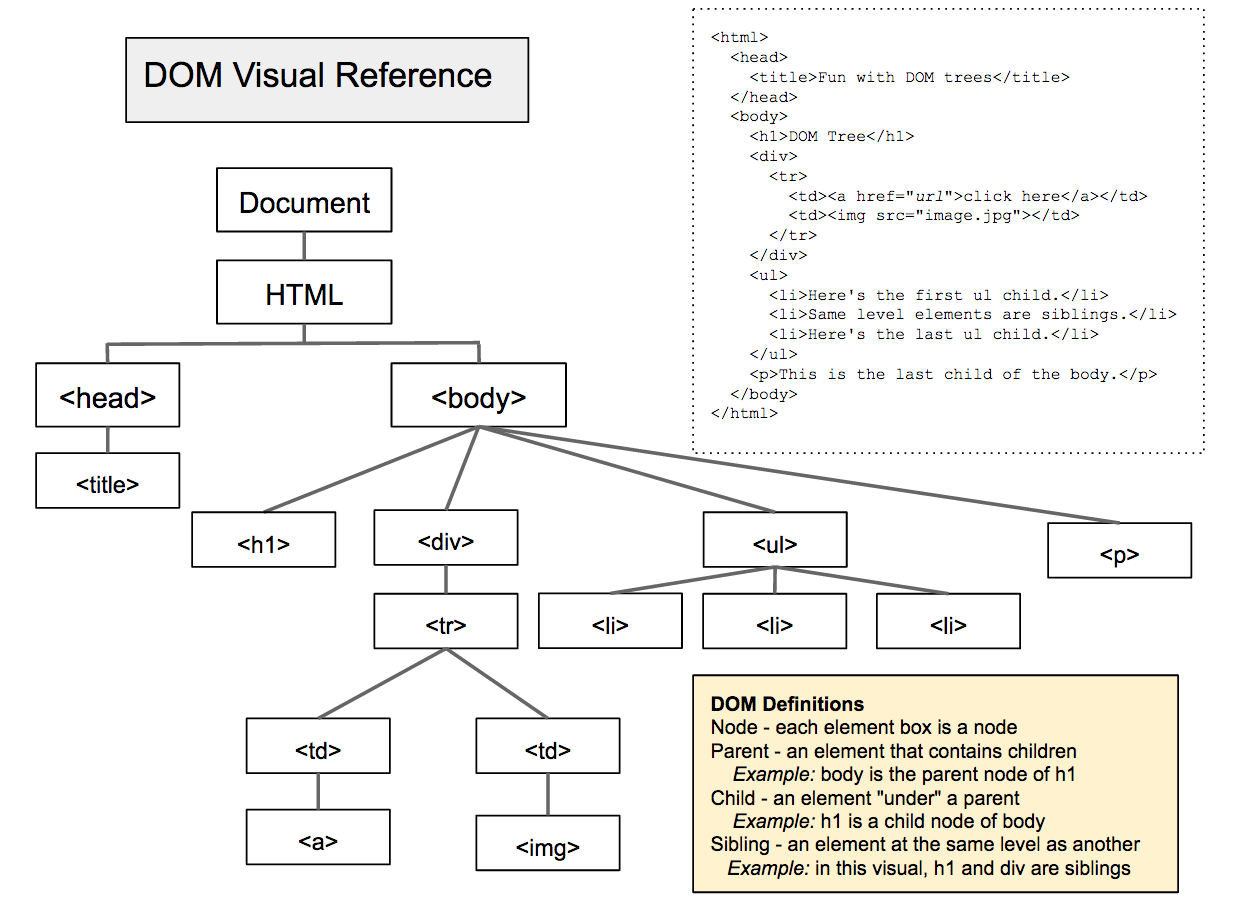 DOM Visual Reference
<html>
<head>
<title>Fun with DOM trees</title>
</head>
<body>
<h1>DOM Tree</h1>
<div>
<tr>
<td><a href="url">click here</a></td>
<td><img src="image.jpg"></td>
</tr>
</div>
<ul>
<li>Here's the first ul child.</li>
<li>Same level elements are siblings.</li>
<li>Here's the last ul child.</li>
</ul>
<p>This is the last child of the body.</p>
</body>
</html>
Document
HTML
<head>
<body>
<title>
<h1>
<div>
<ul>
<p>
<tr>
<li>
<li>
<li>
<td>
<td>
<a>
<img>
DOM Definitions
Node - each element box is a node
Parent - an element that contains children
Example: body is the parent node of h1
Child - an element "under" a parent
Example: h1 is a child node of body
Sibling - an element at the same level as another
Example: in this visual, h1 and div are siblings